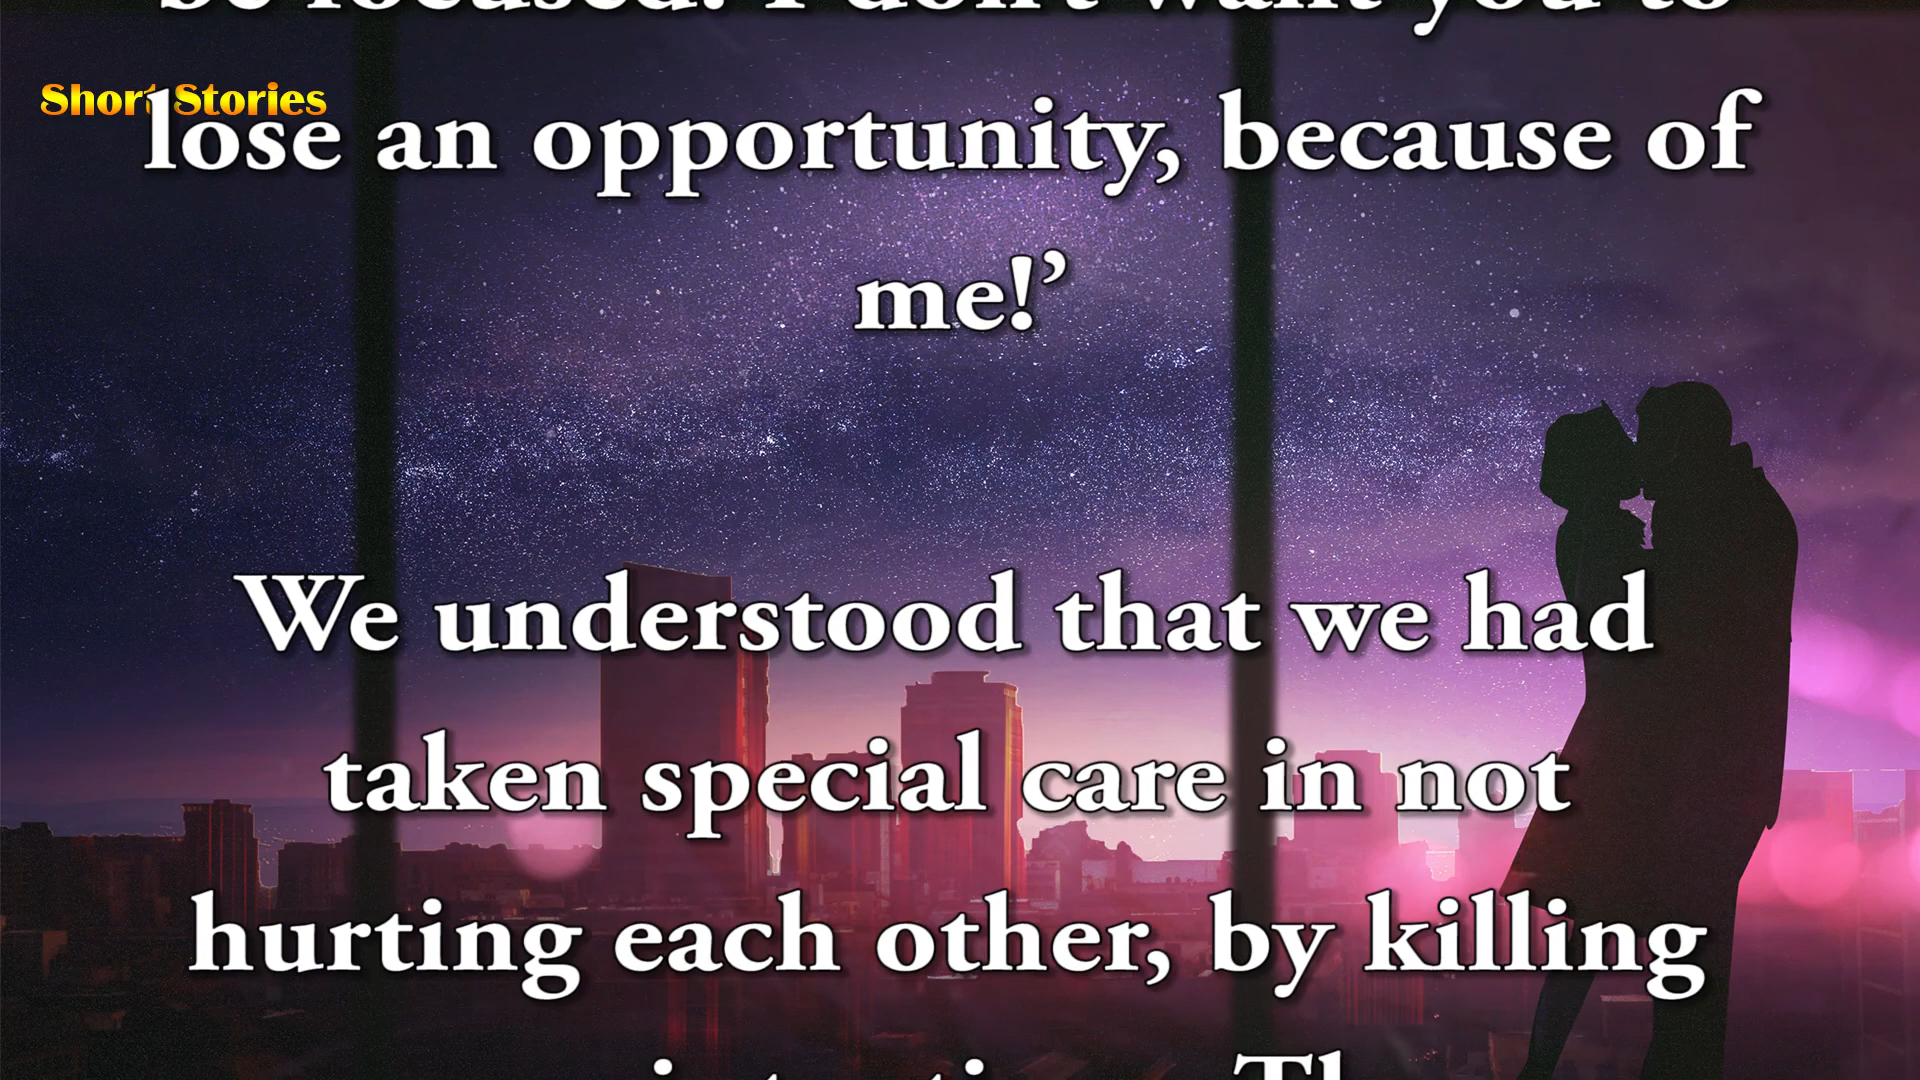 be focused. I don't want you to
Short Stories
lose an opportunity, because of
me!’
We understood that we had
taken special care in not
hurting each other, by killing